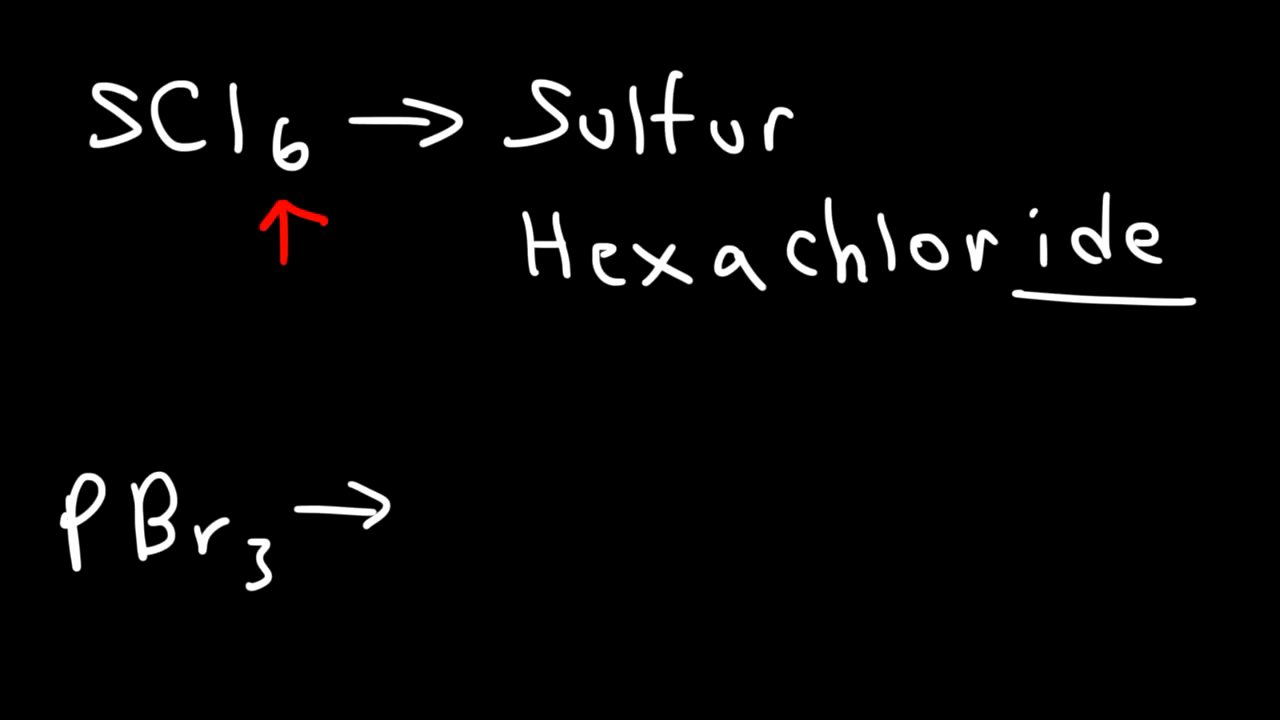 SCl₆ → Sulfur
Hexachloride
PBr₃ →